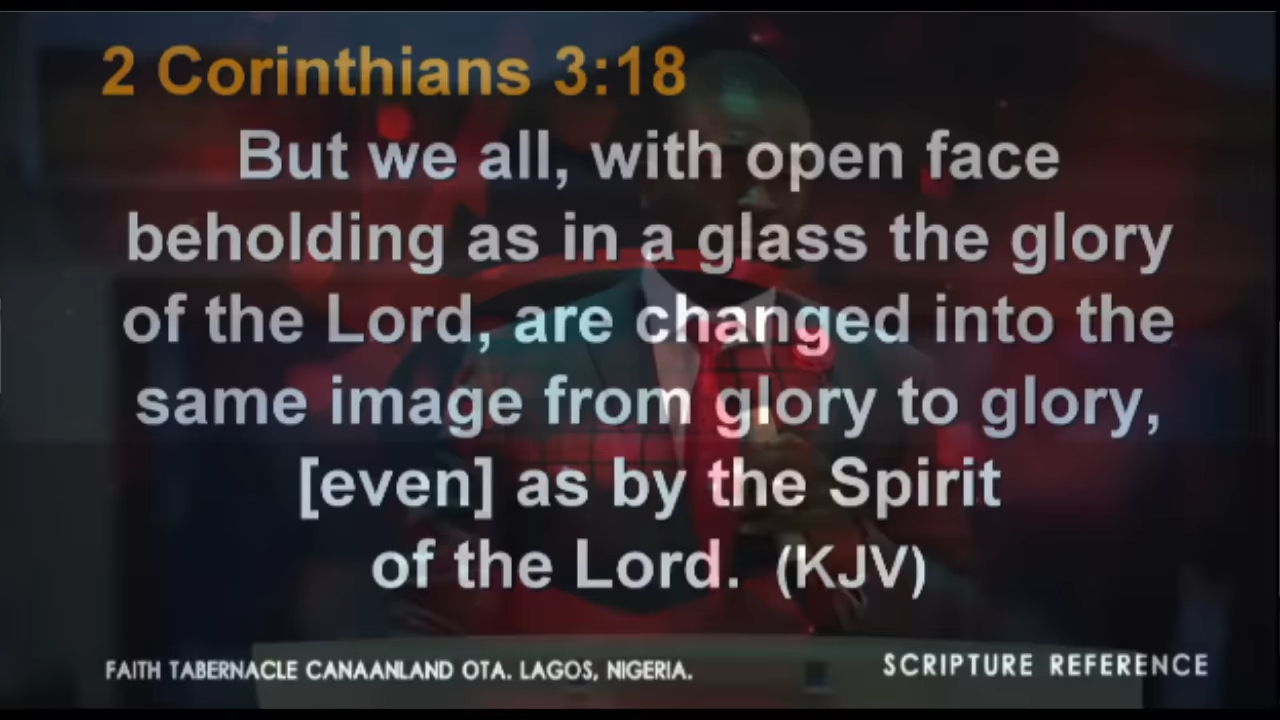 2 Corinthians 3:18
But we all, with open face
beholding as in a glass the glory
of the Lord, are changed into the
same image from glory to glory,
[even] as by the Spirit
of the Lord. (KJV)
FAITH TABERNACLE CANAANLAND OTA. LAGOS, NIGERIA.
SCRIPTURE REFERENCE